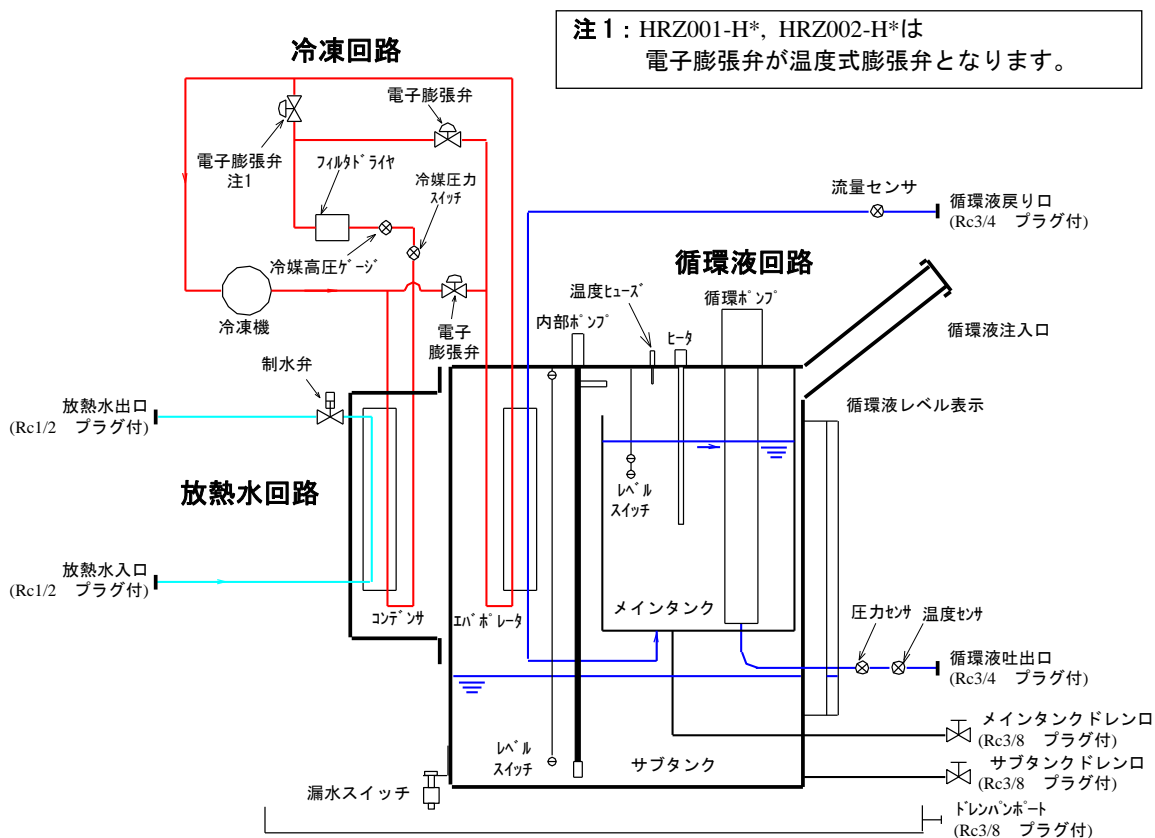 注1：HRZ001-H*, HRZ002-H*は
電子膨張弁が温度式膨張弁となります。
冷凍回路
電子膨張弁
電子膨張弁
注1
フィルタドライヤ
冷媒圧力
スイッチ
流量センサ
循環液戻り口
(Rc3/4　プラグ付)
冷媒高圧ゲージ
循環液回路
温度ヒューズ
循環ポンプ
冷凍機
電子
膨張弁
内部ポンプ
ヒータ
循環液注入口
制水弁
放熱水出口
(Rc1/2　プラグ付)
循環液レベル表示
放熱水回路
レベル
スイッチ
放熱水入口
(Rc1/2　プラグ付)
コンデンサ
エバポレータ
メインタンク
圧力センサ
温度センサ
循環液吐出口
(Rc3/4　プラグ付)
メインタンクドレン口
(Rc3/8　プラグ付)
レベル
スイッチ
サブタンク
サブタンクドレン口
(Rc3/8　プラグ付)
漏水スイッチ
ドレンパンポート
(Rc3/8　プラグ付)